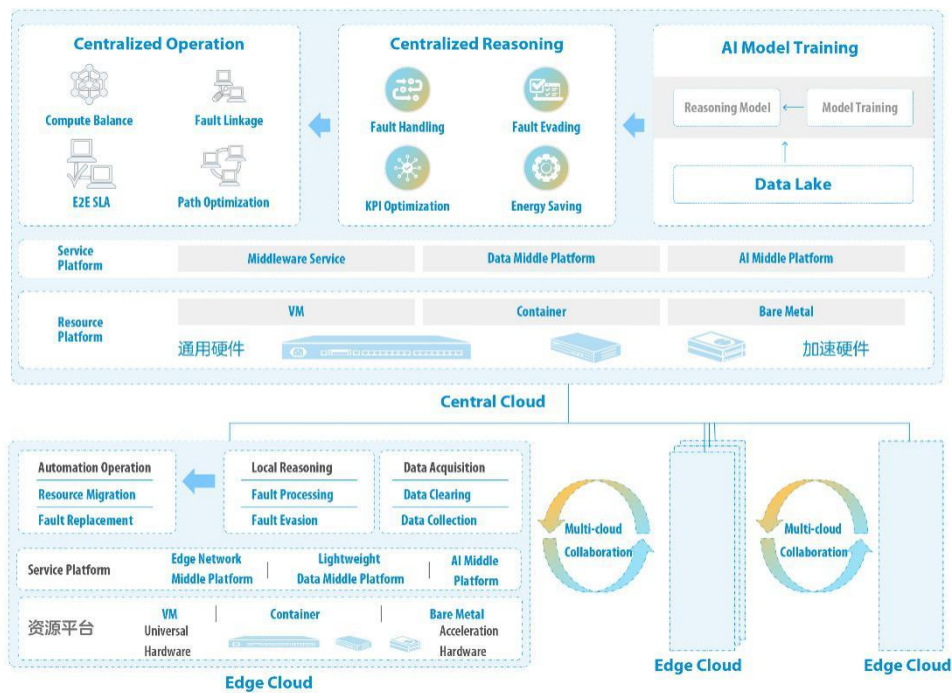 Centralized Operation
Compute Balance
Fault Linkage
E2E SLA
Path Optimization
Centralized Reasoning
Fault Handling
Fault Evading
KPI Optimization
Energy Saving
AI Model Training
Reasoning Model
Model Training
Data Lake
Service
Platform
Middleware Service
Data Middle Platform
AI Middle Platform
Resource
Platform
VM
Container
Bare Metal
通用硬件
加速硬件
Central Cloud
Automation Operation
Resource Migration
Fault Replacement
Local Reasoning
Fault Processing
Fault Evasion
Data Acquisition
Data Clearing
Data Collection
Service Platform
Edge Network
Middle Platform
Lightweight
Data Middle Platform
AI Middle
Platform
资源平台
VM
Universal
Hardware
Container
Bare Metal
Acceleration
Hardware
Edge Cloud
Multi-cloud
Collaboration
Edge Cloud
Multi-cloud
Collaboration
Edge Cloud